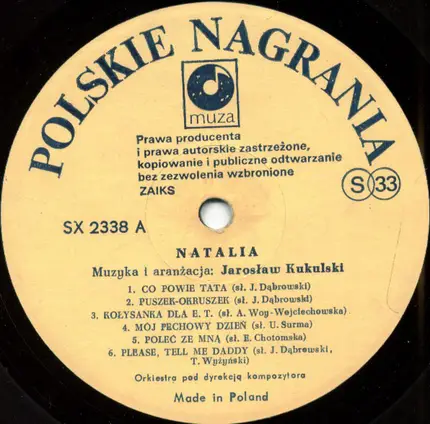 POLSKIE NAGRANIA
muza
Prawa producenta
i prawa autorskie zastrzeżone,
kopiowanie i publiczne odtwarzanie
bez zezwolenia wzbronione
ZAIKS
S 33
SX 2338 A
NATALIA
Muzyka i aranżacja: Jarosław Kukulski
1. CO POWIE TATA (sł. J. Dąbrowski)
2. PUSZEK-OKRUSZEK (sł. J. Dąbrowski)
3. KOŁYSANKA DLA E. T. (sł. A. Woy-Wojciechowska)
4. MÓJ PECHOWY DZIEŃ (sł. U. Surma)
5. POLEĆ ZE MNĄ (sł. E. Chotomska)
6. PLEASE, TELL ME DADDY (sł. J. Dąbrowski,
T. Wyżyński)
Orkiestra pod dyrekcją kompozytora
Made in Poland